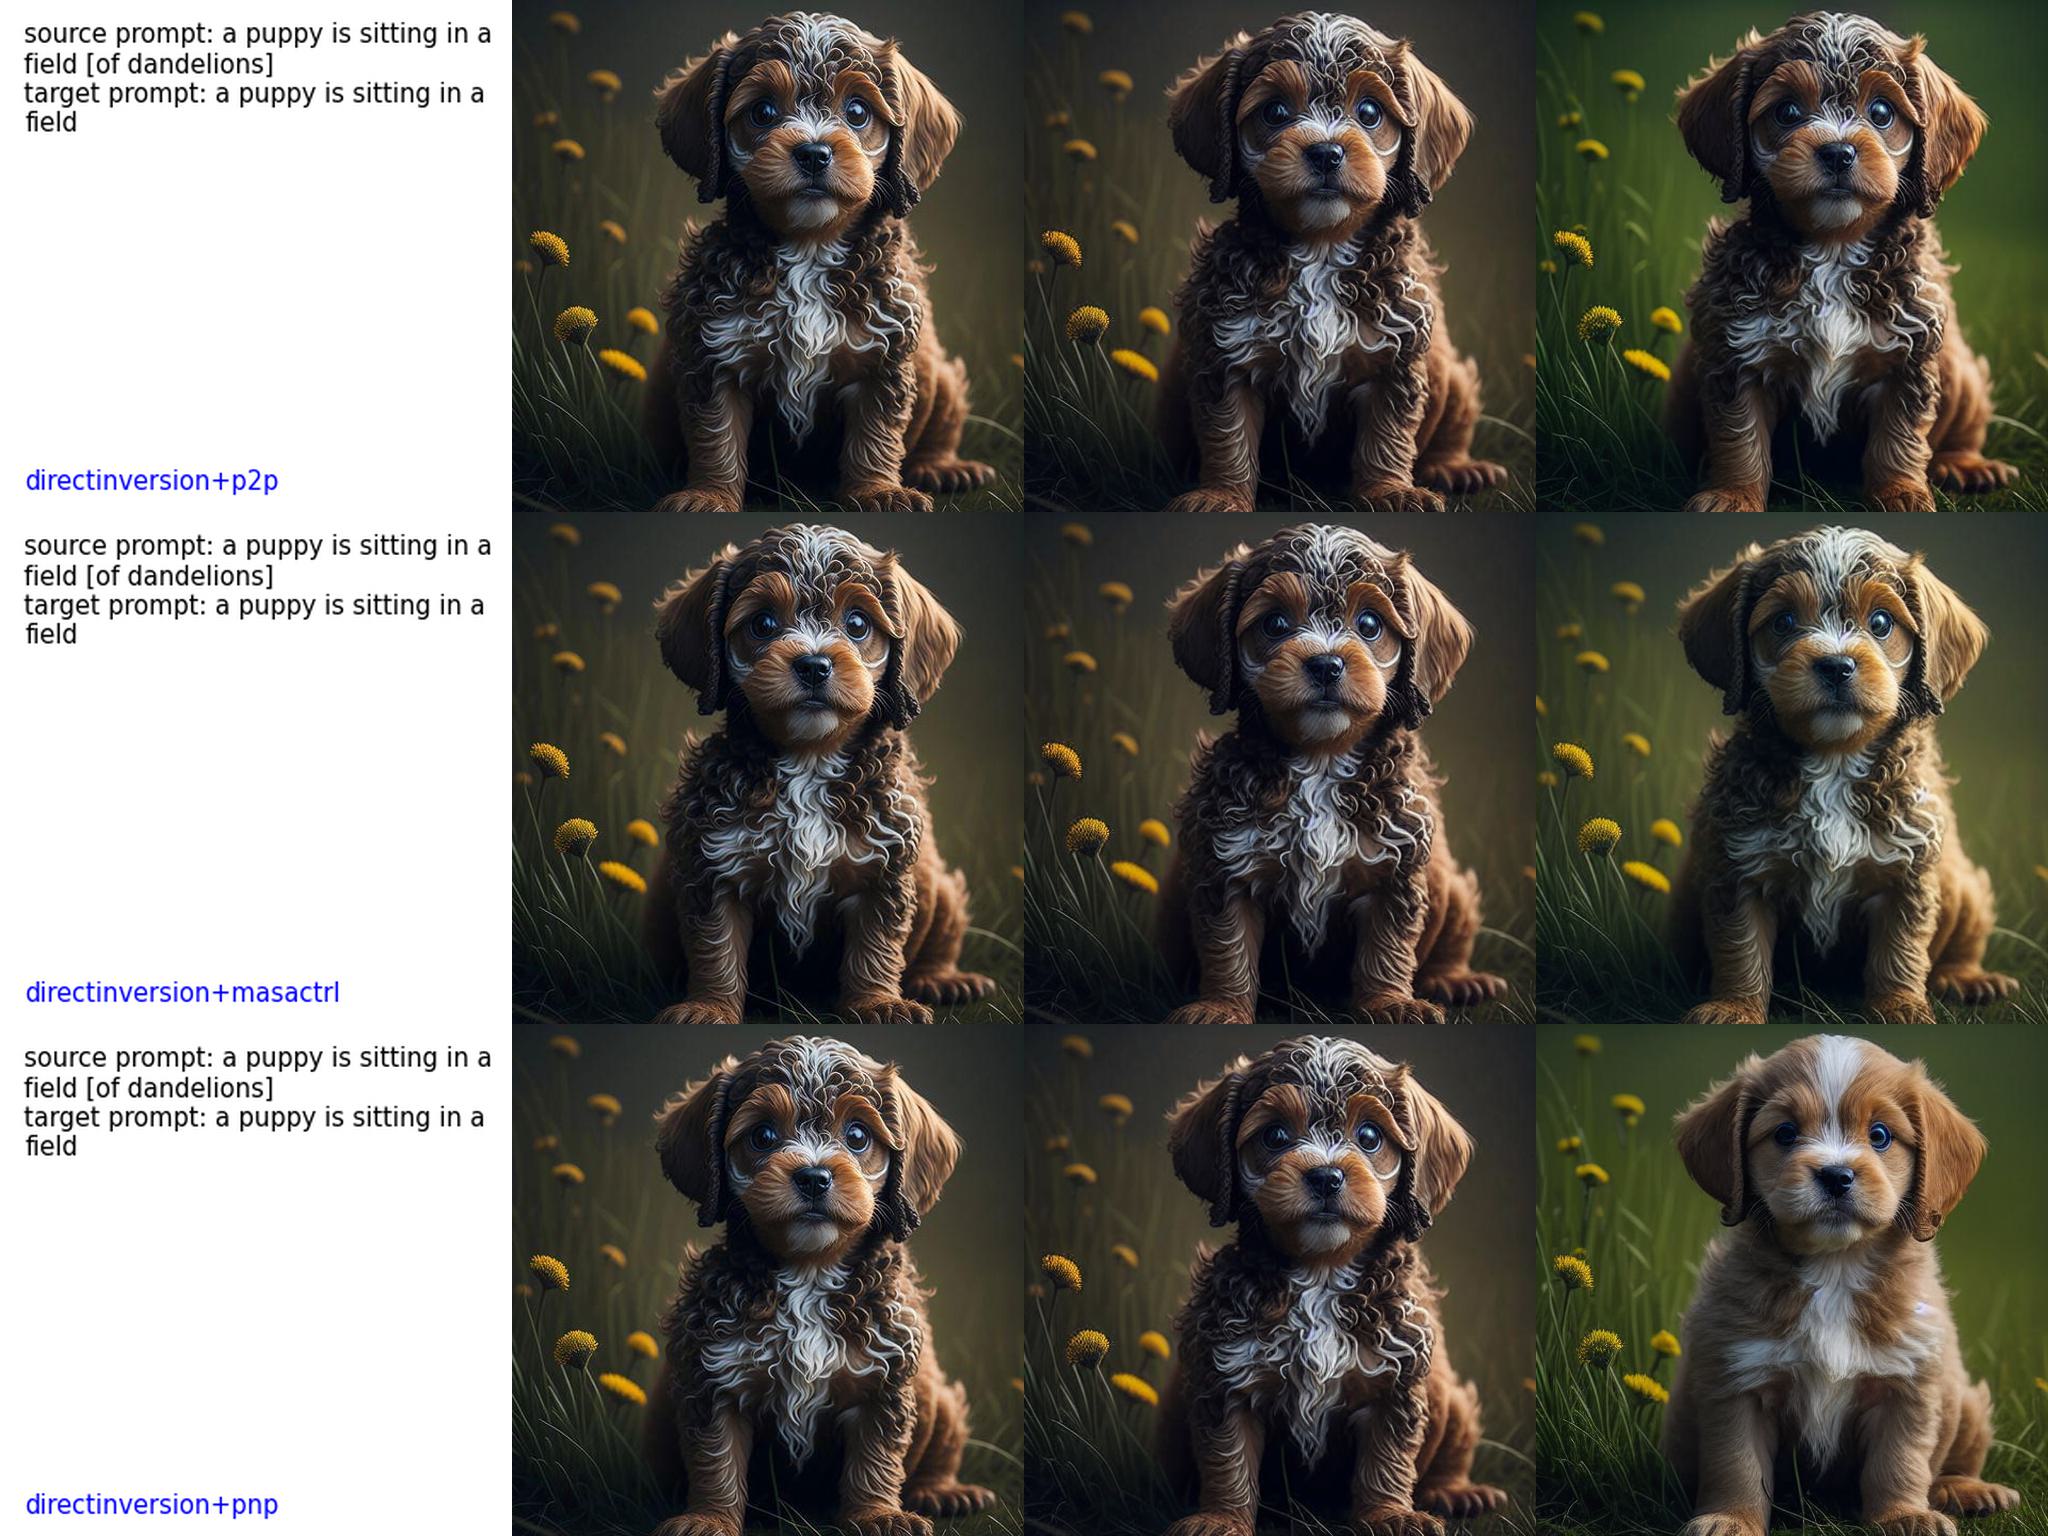 source prompt: a puppy is sitting in a
field [of dandelions]
target prompt: a puppy is sitting in a
field
directinversion+p2p
source prompt: a puppy is sitting in a
field [of dandelions]
target prompt: a puppy is sitting in a
field
directinversion+masactrl
source prompt: a puppy is sitting in a
field [of dandelions]
target prompt: a puppy is sitting in a
field
directinversion+pnp